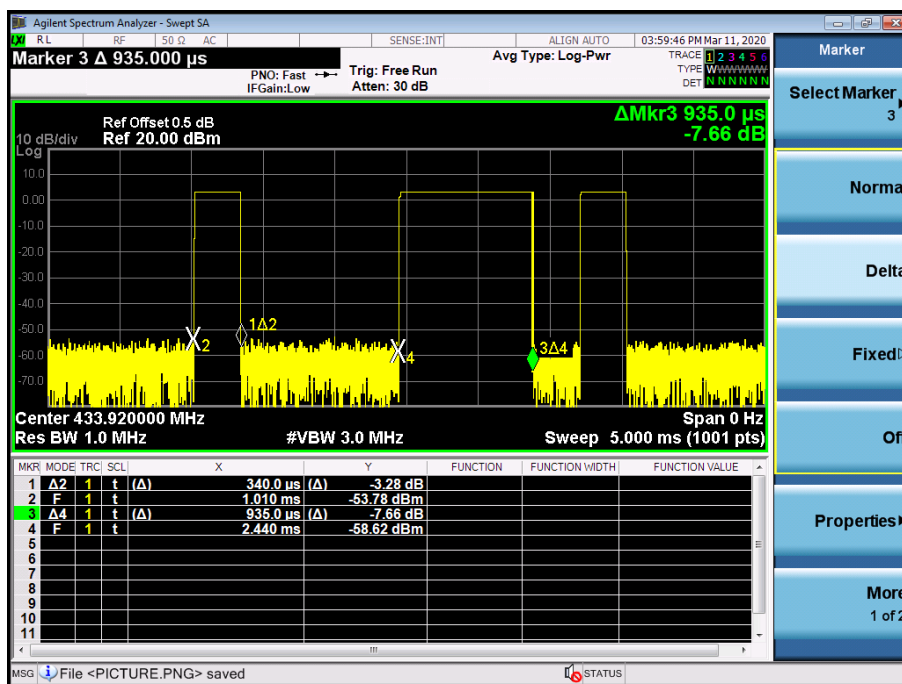 Agilent Spectrum Analyzer - Swept SA
LXI RL RF 50 Ω AC SENSE:INT ALIGN AUTO 03:59:46 PM Mar 11, 2020
Marker 3 Δ 935.000 µs
PNO: Fast
IFGain:Low
Trig: Free Run
Atten: 30 dB
Avg Type: Log-Pwr
TRACE 1 2 3 4 5 6
TYPE WWWWWW
DET N N N N N N
ΔMkr3 935.0 µs
-7.66 dB
Ref Offset 0.5 dB
10 dB/div Ref 20.00 dBm
Log
10.0
0.00
-10.0
-20.0
-30.0
-40.0
-50.0
-60.0
-70.0
2
1Δ2
4
3Δ4
Center 433.920000 MHz Span 0 Hz
Res BW 1.0 MHz #VBW 3.0 MHz Sweep 5.000 ms (1001 pts)
MKR MODE TRC SCL X Y FUNCTION FUNCTION WIDTH FUNCTION VALUE
1 Δ2 1 t (Δ) 340.0 µs (Δ) -3.28 dB
2 F 1 t 1.010 ms -53.78 dBm
3 Δ4 1 t (Δ) 935.0 µs (Δ) -7.66 dB
4 F 1 t 2.440 ms -58.62 dBm
5
6
7
8
9
10
11
MSG File <PICTURE.PNG> saved STATUS
Marker
Select Marker
3
Norma
Delta
Fixed
Of
Properties
More
1 of 2